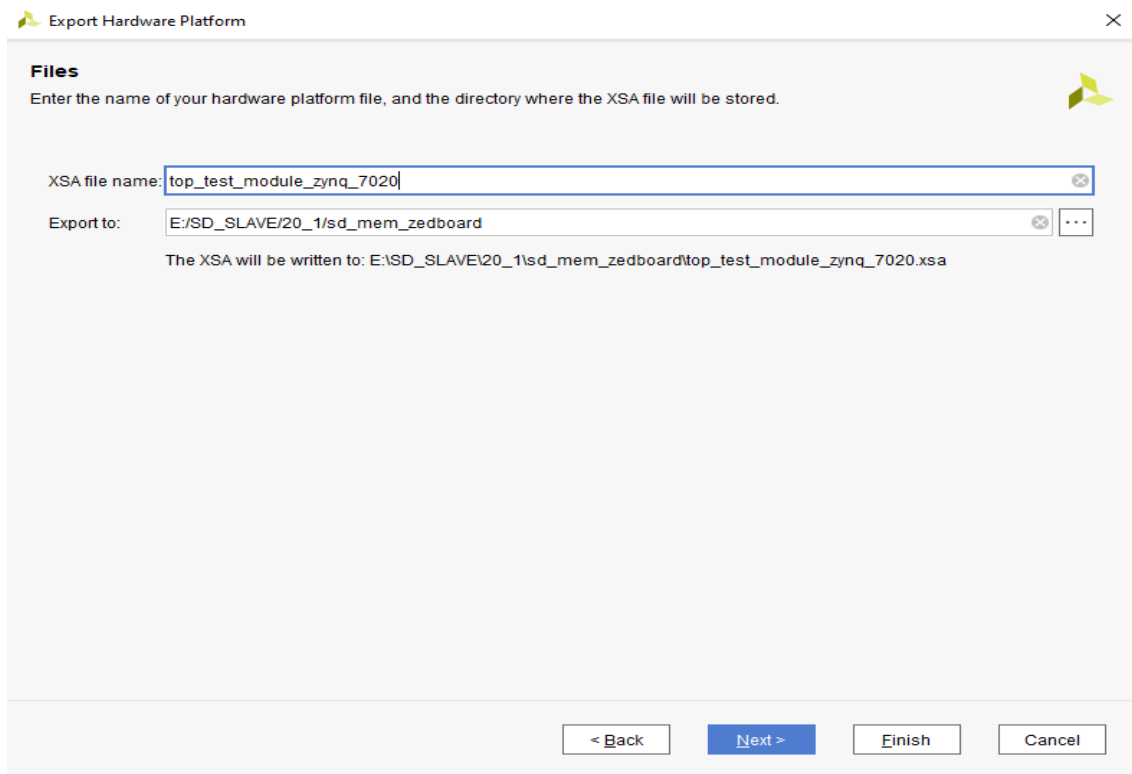 Export Hardware Platform
Files
Enter the name of your hardware platform file, and the directory where the XSA file will be stored.
XSA file name: top_test_module_zynq_7020
Export to: E:/SD_SLAVE/20_1/sd_mem_zedboard ...
The XSA will be written to: E:\SD_SLAVE\20_1\sd_mem_zedboard\top_test_module_zynq_7020.xsa
< Back Next > Finish Cancel